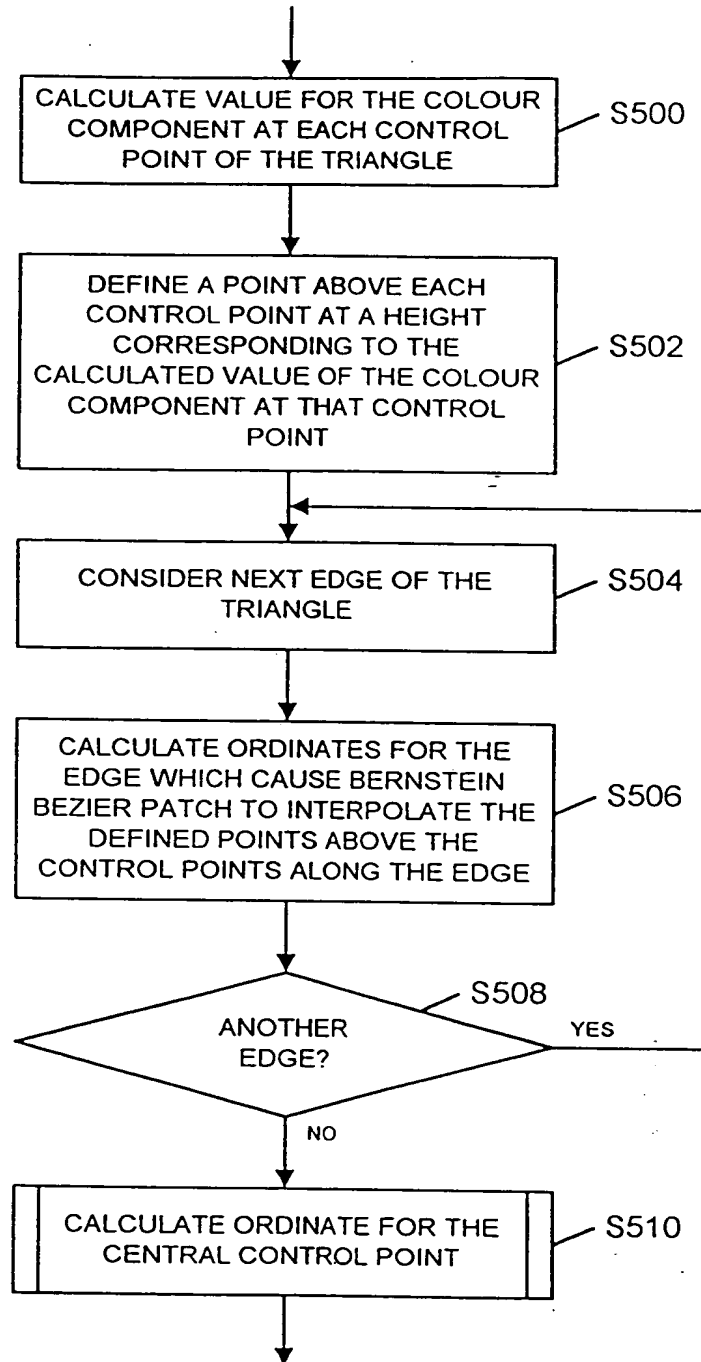 CALCULATE VALUE FOR THE COLOUR
COMPONENT AT EACH CONTROL
POINT OF THE TRIANGLE
S500
DEFINE A POINT ABOVE EACH
CONTROL POINT AT A HEIGHT
CORRESPONDING TO THE
CALCULATED VALUE OF THE COLOUR
COMPONENT AT THAT CONTROL
POINT
S502
CONSIDER NEXT EDGE OF THE
TRIANGLE
S504
CALCULATE ORDINATES FOR THE
EDGE WHICH CAUSE BERNSTEIN
BEZIER PATCH TO INTERPOLATE THE
DEFINED POINTS ABOVE THE
CONTROL POINTS ALONG THE EDGE
S506
S508
ANOTHER
EDGE?
YES
NO
CALCULATE ORDINATE FOR THE
CENTRAL CONTROL POINT
S510